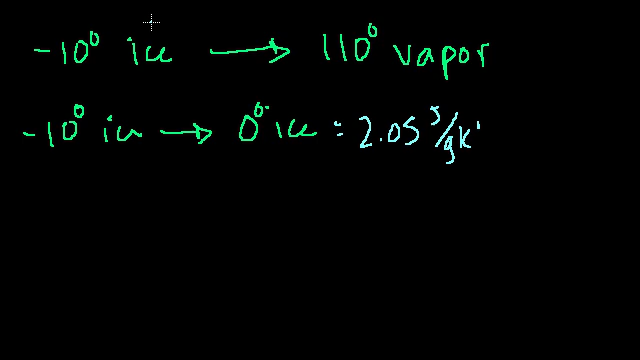 -10° ice → 110° vapor
-10° ice → 0° ice : 2.05 J/gK